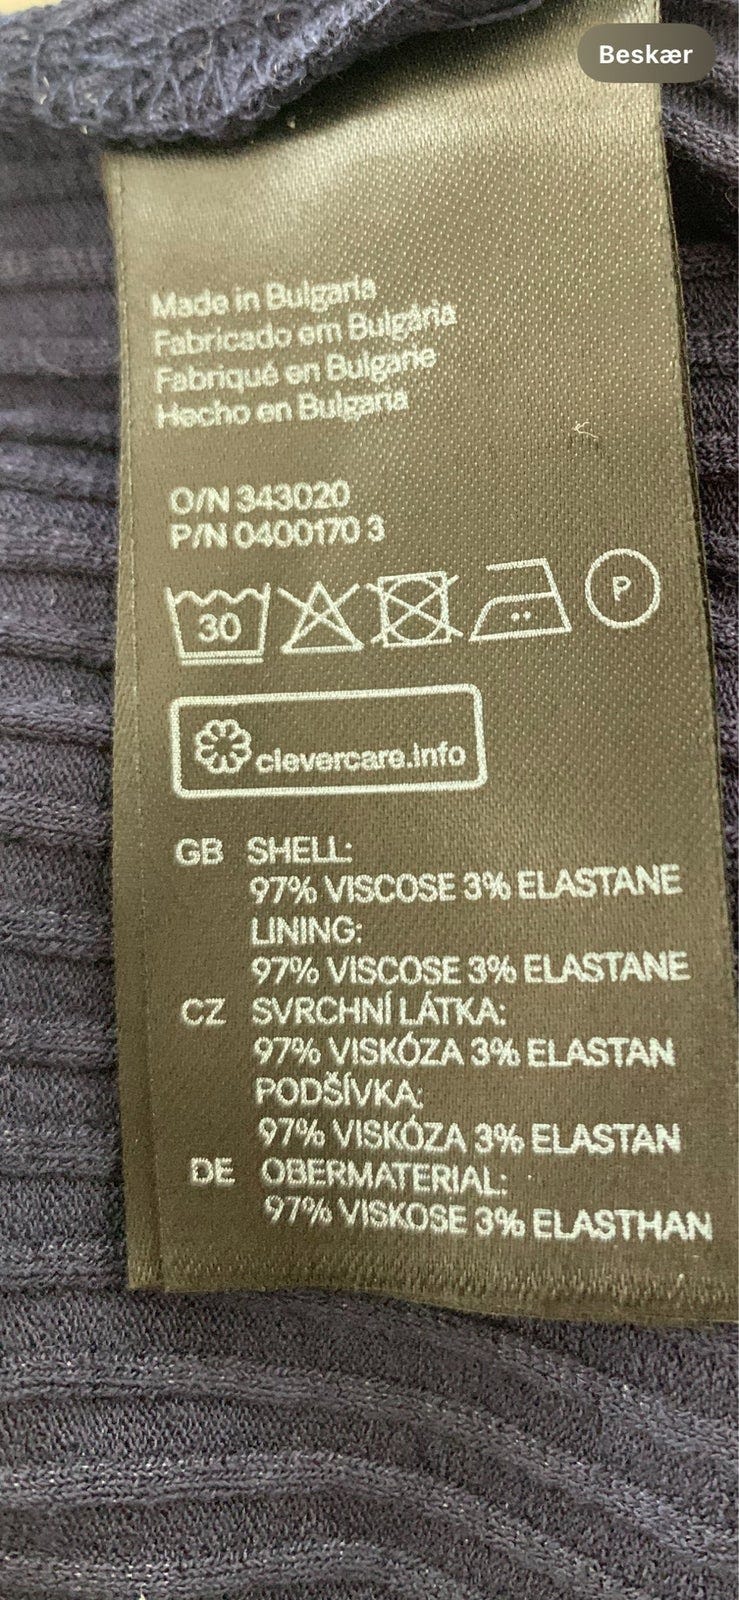 Beskær
Made in Bulgaria
Fabricado em Bulgária
Fabriqué en Bulgarie
Hecho en Bulgaria
O/N 343020
P/N 0400170 3
30
P
clevercare.info
GB SHELL:
97% VISCOSE 3% ELASTANE
LINING:
97% VISCOSE 3% ELASTANE
CZ SVRCHNÍ LÁTKA:
97% VISKÓZA 3% ELASTAN
PODŠÍVKA:
97% VISKÓZA 3% ELASTAN
DE OBERMATERIAL:
97% VISKOSE 3% ELASTHAN